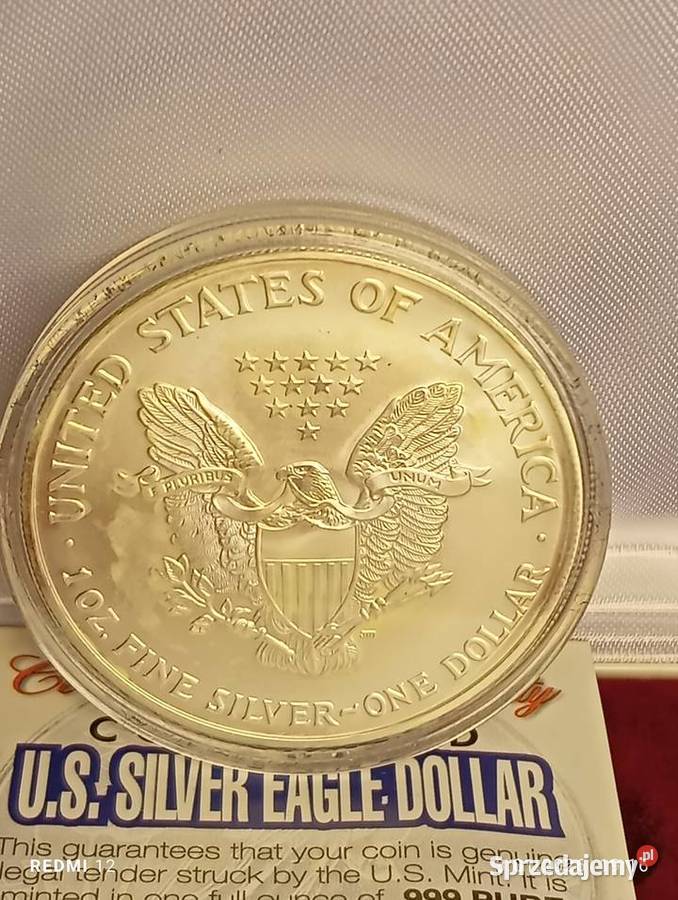 UNITED STATES OF AMERICA
PLURIBUS UNUM
1 OZ. FINE SILVER~ONE DOLLAR
C D
U.S. SILVER EAGLE DOLLAR
This guarantees that your coin is genuine
legal tender struck by the U.S. Mint. It is
minted in one full ounce of .999 PURE
REDMI 12
Sprzedajemy.pl